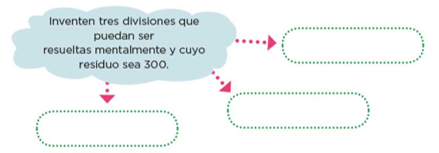 Inventen tres divisiones que
puedan ser
resueltas mentalmente y cuyo
residuo sea 300.